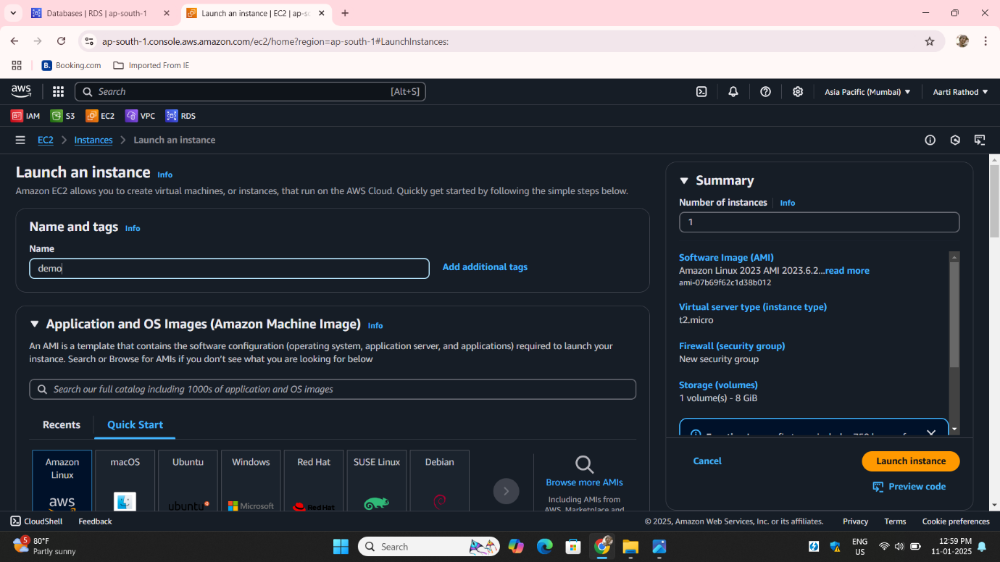 Databases | RDS | ap-south-1
Launch an instance | EC2 | ap-so
ap-south-1.console.aws.amazon.com/ec2/home?region=ap-south-1#LaunchInstances:
B. Booking.com
Imported From IE
aws
Search
[Alt+S]
Asia Pacific (Mumbai)
Aarti Rathod
IAM
S3
EC2
VPC
RDS
EC2
Instances
Launch an instance
Launch an instance Info
Amazon EC2 allows you to create virtual machines, or instances, that run on the AWS Cloud. Quickly get started by following the simple steps below.
Name and tags Info
Name
demo
Add additional tags
Application and OS Images (Amazon Machine Image) Info
An AMI is a template that contains the software configuration (operating system, application server, and applications) required to launch your
instance. Search or Browse for AMIs if you don't see what you are looking for below
Search our full catalog including 1000s of application and OS images
Recents
Quick Start
Amazon
Linux
aws
macOS
Ubuntu
ubuntu
Windows
Microsoft
Red Hat
Red Hat
SUSE Linux
Debian
Browse more AMIs
Including AMIs from
AWS, Marketplace and
Summary
Number of instances Info
1
Software Image (AMI)
Amazon Linux 2023 AMI 2023.6.2...read more
ami-07b69f62c1d38b012
Virtual server type (instance type)
t2.micro
Firewall (security group)
New security group
Storage (volumes)
1 volume(s) - 8 GiB
Cancel
Launch instance
Preview code
CloudShell
Feedback
© 2025, Amazon Web Services, Inc. or its affiliates.
Privacy
Terms
Cookie preferences
5
80°F
Partly sunny
Search
ENG
US
12:59 PM
11-01-2025